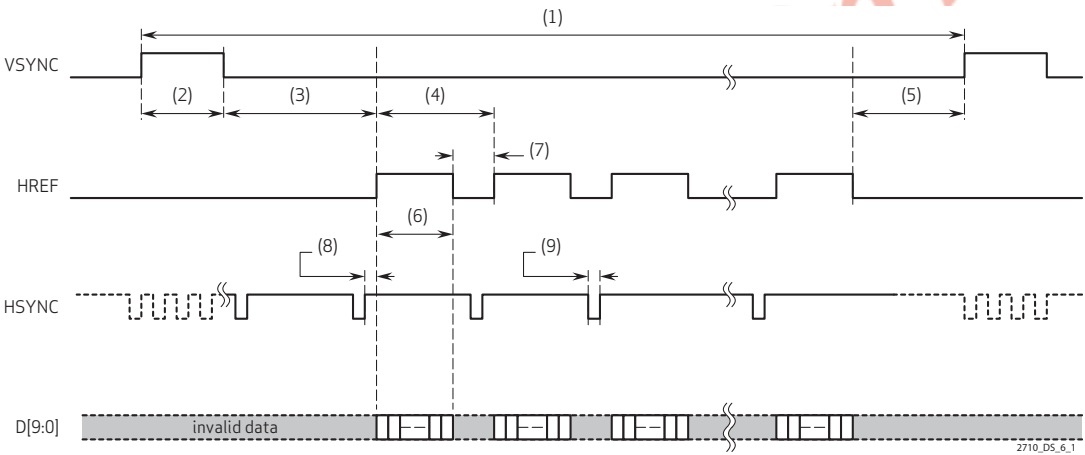 (1)
VSYNC
(2)
(3)
(4)
(5)
(7)
HREF
(6)
(8)
(9)
HSYNC
D[9:0]
invalid data
2710_DS_6_1